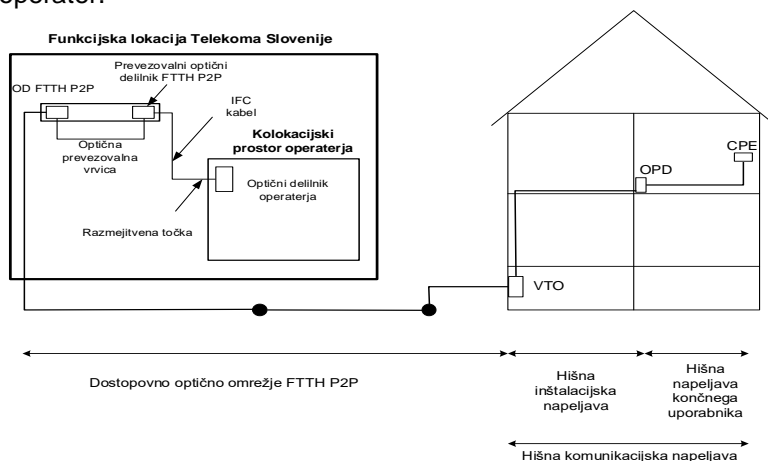 operater.
Funkcijska lokacija Telekoma Slovenije
Prevezovalni optični
delilnik FTTH P2P
OD FTTH P2P
IFC
kabel
Optična
prevezovalna
vrvica
Kolokacijski
prostor operaterja
Optični delilnik
operaterja
Razmejitvena točka
CPE
OPD
VTO
Dostopovno optično omrežje FTTH P2P
Hišna
inštalacijska
napeljava
Hišna
napeljava
končnega
uporabnika
Hišna komunikacijska napeljava